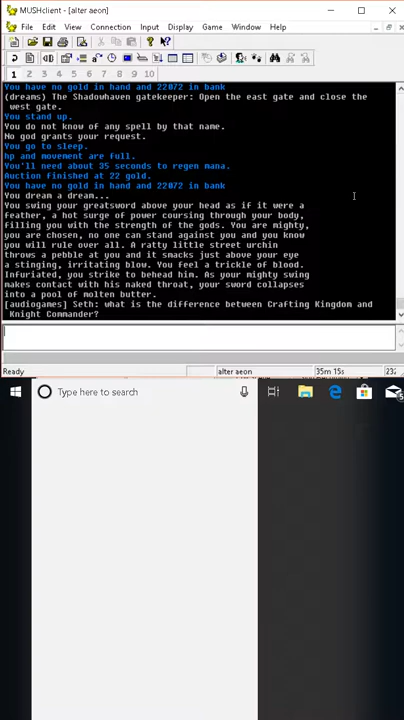 MUSHclient - [alter aeon]
File Edit View Connection Input Display Game Window Help
1 2 3 4 5 6 7 8 9 10
You have no gold in hand and 22072 in bank
(dreams) The Shadowhaven gatekeeper: Open the east gate and close the
west gate.
You stand up.
You do not know of any spell by that name.
No god grants your request.
You go to sleep.
hp and movement are full.
You'll need about 35 seconds to regen mana.
Auction finished at 22 gold.
You have no gold in hand and 22072 in bank
You dream a dream...
You swing your greatsword above your head as if it were a
feather, a hot surge of power coursing through your body,
filling you with the strength of the gods. You are mighty,
you are chosen, no one can stand against you and you know
you will rule over all. A ratty little street urchin
throws a pebble at you and it smacks just above your eye
a stinging, irritating blow. You feel a trickle of blood.
Infuriated, you strike to behead him. As your mighty swing
makes contact with his naked throat, your sword collapses
into a pool of molten butter.
[audiogames] Seth: what is the difference between Crafting Kingdom and
Knight Commander?
Ready alter aeon 35m 15s
Type here to search